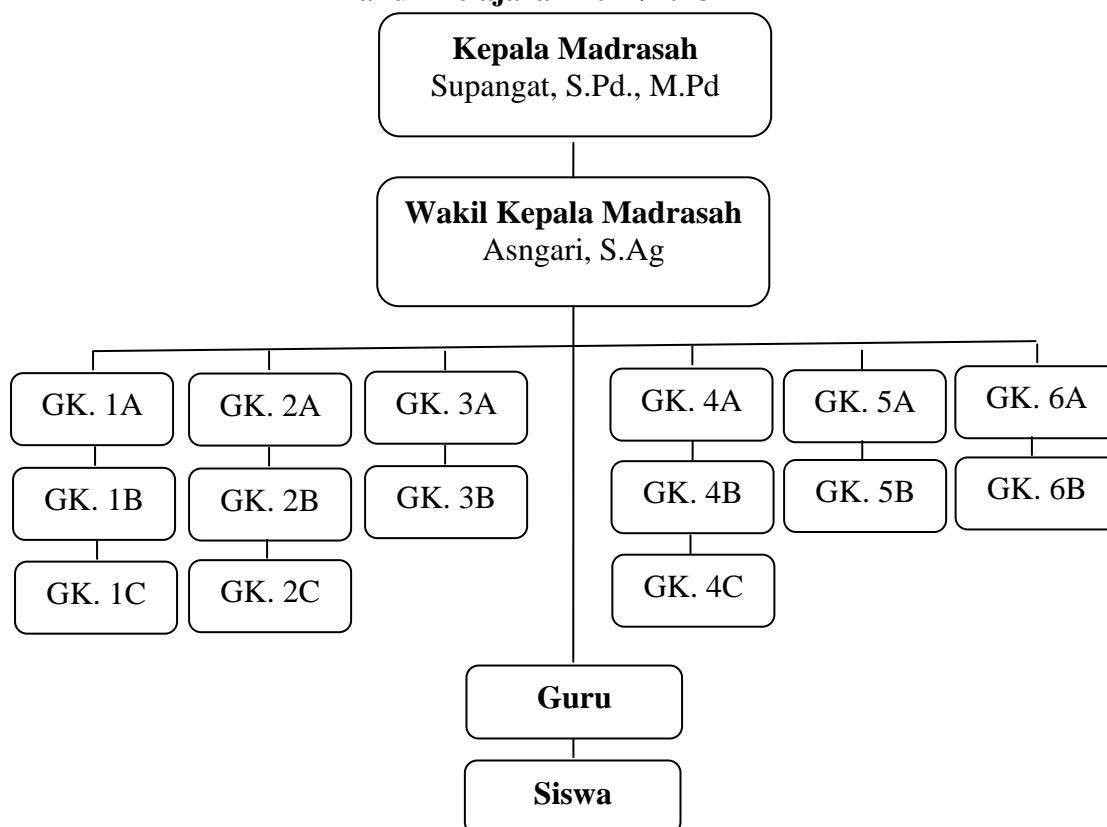 Kepala Madrasah
Supangat, S.Pd., M.Pd
Wakil Kepala Madrasah
Asngari, S.Ag
GK. 1A
GK. 2A
GK. 3A
GK. 4A
GK. 5A
GK. 6A
GK. 1B
GK. 2B
GK. 3B
GK. 4B
GK. 5B
GK. 6B
GK. 1C
GK. 2C
GK. 4C
Guru
Siswa